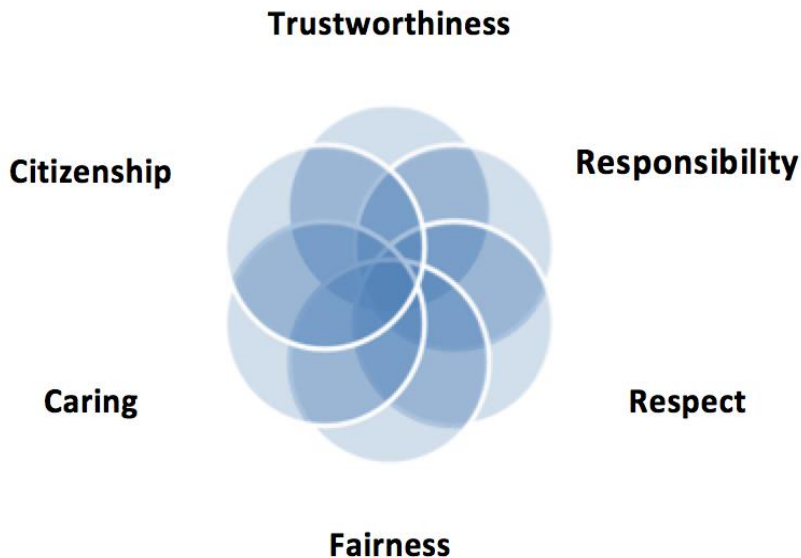 Trustworthiness
Citizenship
Responsibility
Caring
Respect
Fairness